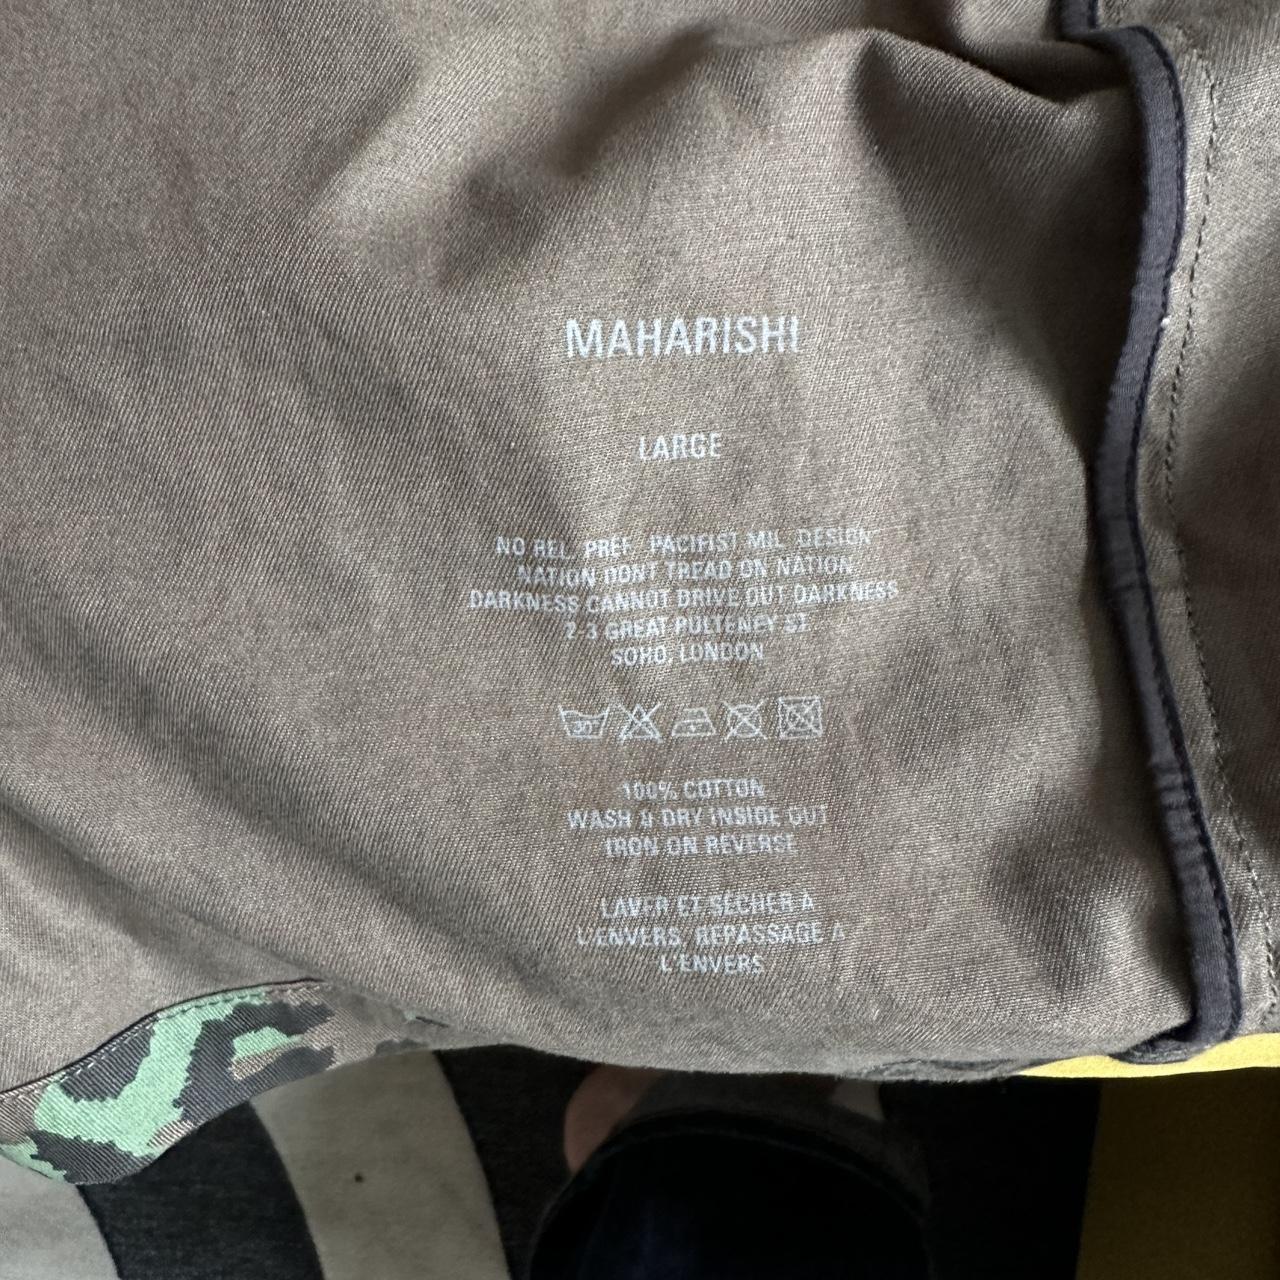 MAHARISHI
LARGE
NO REL. PREF. PACIFIST MIL. DESIGN
NATION DONT TREAD ON NATION
DARKNESS CANNOT DRIVE OUT DARKNESS
2-3 GREAT PULTENEY ST
SOHO, LONDON
30°
100% COTTON
WASH & DRY INSIDE OUT
IRON ON REVERSE
LAVER ET SÉCHER À
L'ENVERS, REPASSAGE À
L'ENVERS